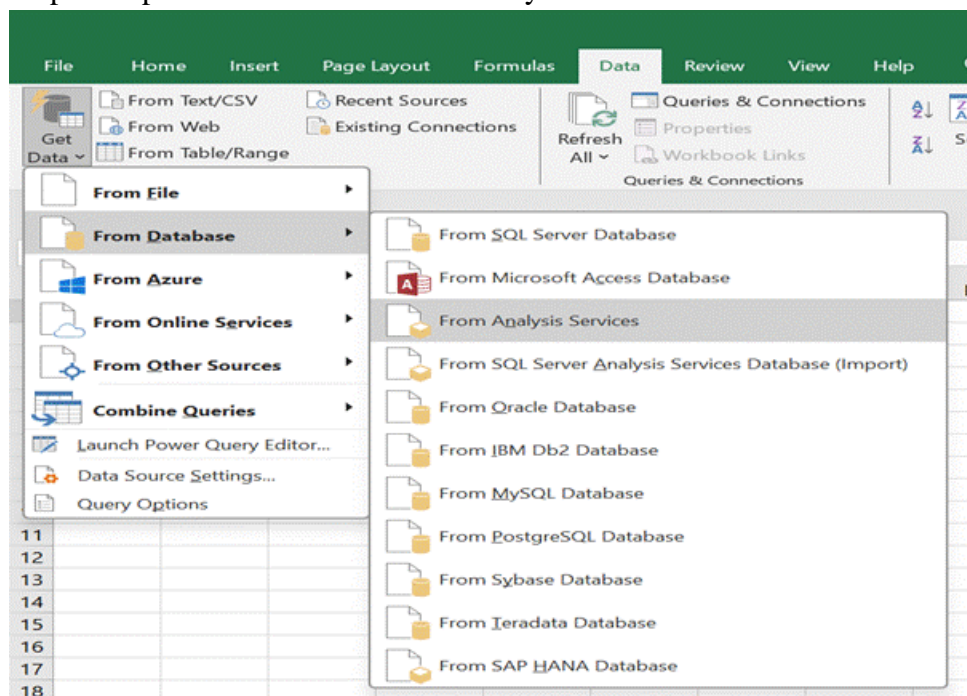 File Home Insert Page Layout Formulas Data Review View Help
From Text/CSV Recent Sources Queries & Connections
From Web Existing Connections Properties
Get Data From Table/Range Refresh All Workbook Links
Queries & Connections
From File
From Database
From Azure
From Online Services
From Other Sources
Combine Queries
Launch Power Query Editor...
Data Source Settings...
Query Options
From SQL Server Database
From Microsoft Access Database
From Analysis Services
From SQL Server Analysis Services Database (Import)
From Oracle Database
From IBM Db2 Database
From MySQL Database
From PostgreSQL Database
From Sybase Database
From Teradata Database
From SAP HANA Database
11
12
13
14
15
16
17
18